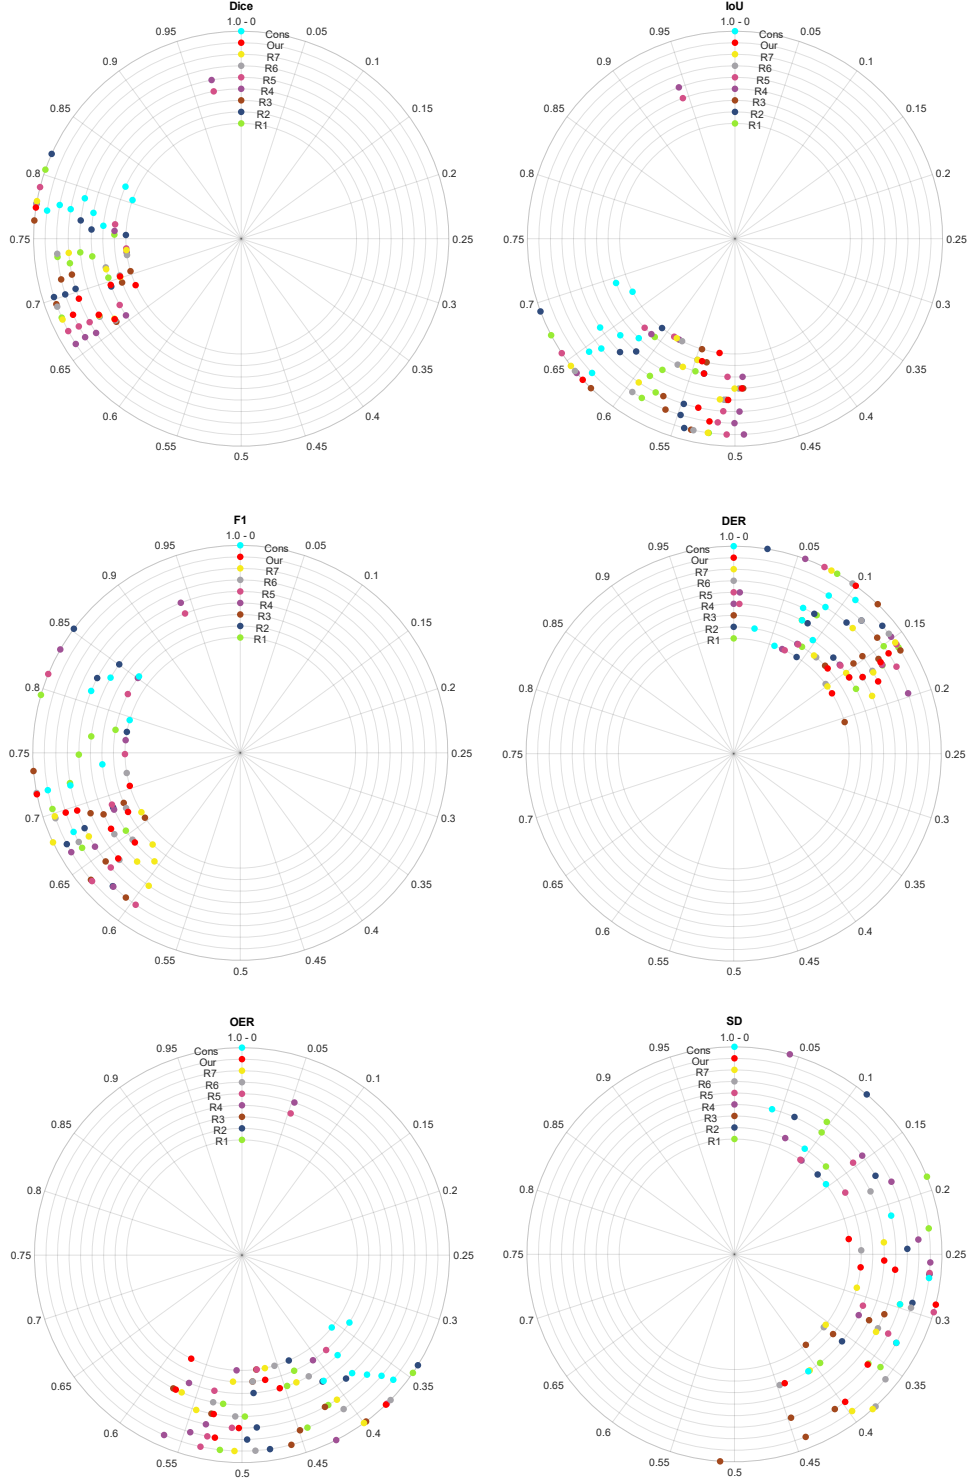 Dice
1.0 - 0
0.95 Cons 0.05
Our
0.9 R7 0.1
R6
R5
0.85 R4 0.15
R3
R2
R1
0.8 0.2
0.75 0.25
0.7 0.3
0.65 0.35
0.6 0.4
0.55 0.45
0.5
IoU
1.0 - 0
0.95 Cons 0.05
Our
0.9 R7 0.1
R6
R5
0.85 R4 0.15
R3
R2
R1
0.8 0.2
0.75 0.25
0.7 0.3
0.65 0.35
0.6 0.4
0.55 0.45
0.5
F1
1.0 - 0
0.95 Cons 0.05
Our
0.9 R7 0.1
R6
R5
0.85 R4 0.15
R3
R2
R1
0.8 0.2
0.75 0.25
0.7 0.3
0.65 0.35
0.6 0.4
0.55 0.45
0.5
DER
1.0 - 0
0.95 Cons 0.05
Our
0.9 R7 0.1
R6
R5
0.85 R4 0.15
R3
R2
R1
0.8 0.2
0.75 0.25
0.7 0.3
0.65 0.35
0.6 0.4
0.55 0.45
0.5
OER
1.0 - 0
0.95 Cons 0.05
Our
0.9 R7 0.1
R6
R5
0.85 R4 0.15
R3
R2
R1
0.8 0.2
0.75 0.25
0.7 0.3
0.65 0.35
0.6 0.4
0.55 0.45
0.5
SD
1.0 - 0
0.95 Cons 0.05
Our
0.9 R7 0.1
R6
R5
0.85 R4 0.15
R3
R2
R1
0.8 0.2
0.75 0.25
0.7 0.3
0.65 0.35
0.6 0.4
0.55 0.45
0.5